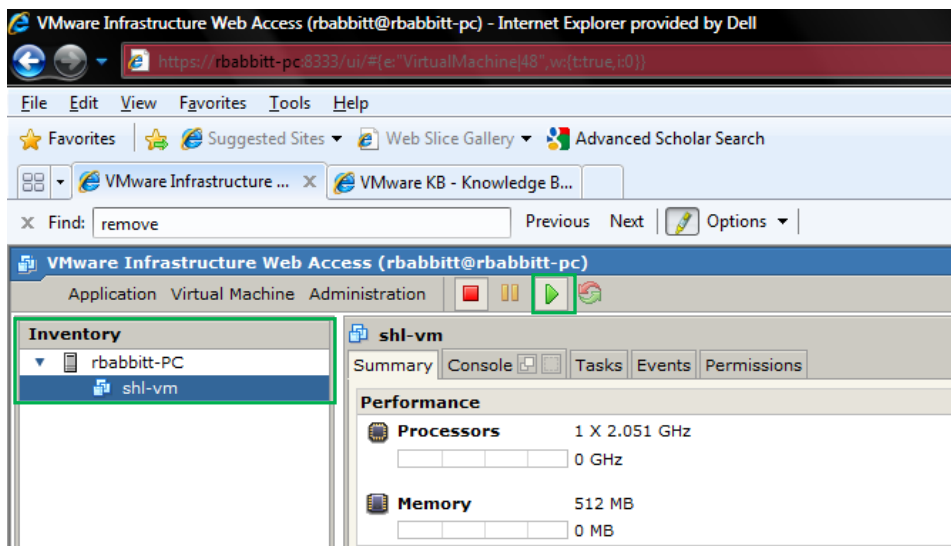 VMware Infrastructure Web Access (rbabbitt@rbabbitt-pc) - Internet Explorer provided by Dell
https://rbabbitt-pc:8333/ui/#{e:"VirtualMachine|48",w:{t:true,i:0}}
File Edit View Favorites Tools Help
Favorites Suggested Sites Web Slice Gallery Advanced Scholar Search
VMware Infrastructure ... X VMware KB - Knowledge B...
X Find: remove Previous Next Options
VMware Infrastructure Web Access (rbabbitt@rbabbitt-pc)
Application Virtual Machine Administration
Inventory
rbabbitt-PC
shl-vm
shl-vm
Summary Console Tasks Events Permissions
Performance
Processors 1 X 2.051 GHz
0 GHz
Memory 512 MB
0 MB